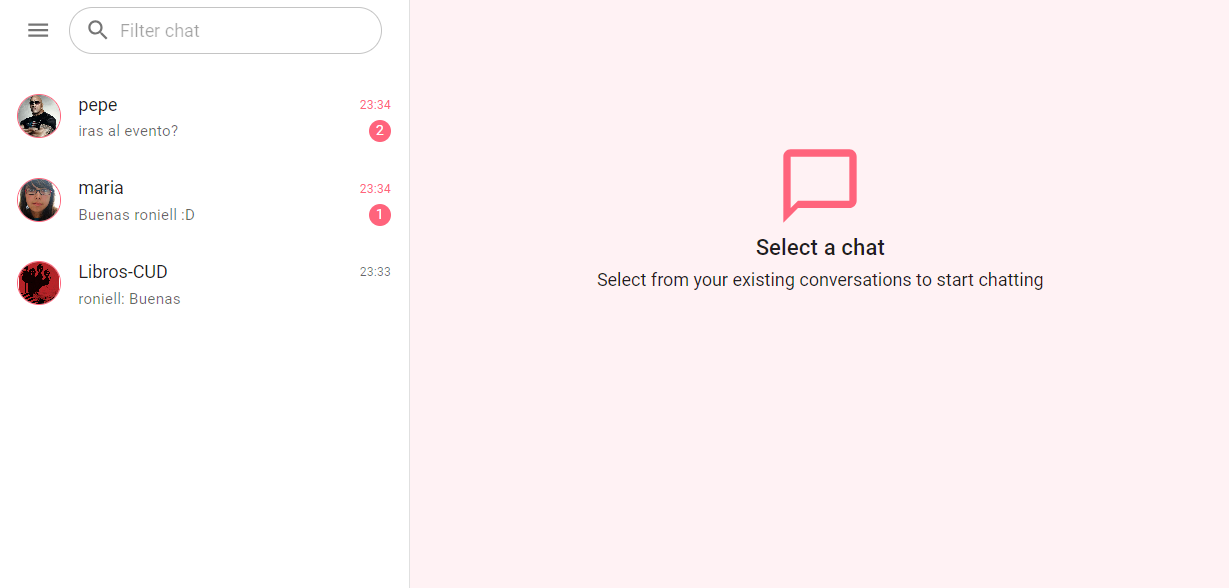 Filter chat
pepe 23:34
iras al evento? 2
maria 23:34
Buenas roniell :D 1
Libros-CUD 23:33
roniell: Buenas
Select a chat
Select from your existing conversations to start chatting